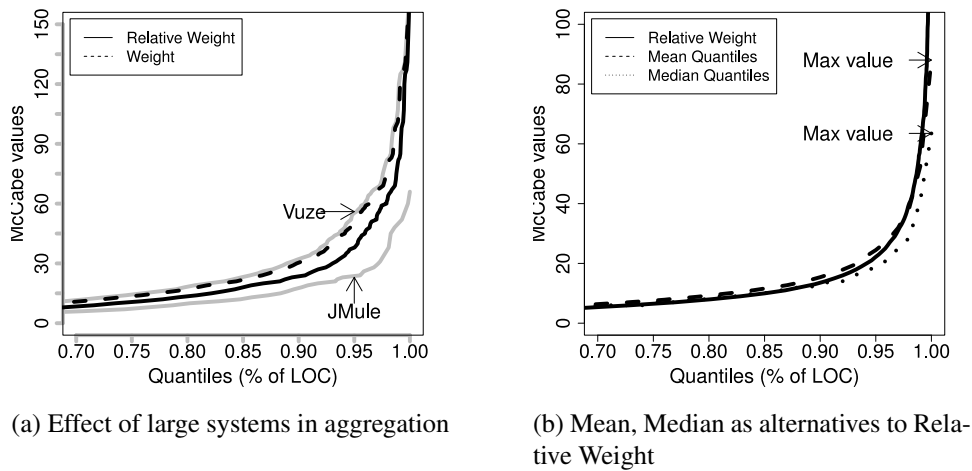 McCabe values
0 30 60 90 120 150
Relative Weight
Weight
Vuze
JMule
0.70 0.75 0.80 0.85 0.90 0.95 1.00
Quantiles (% of LOC)
(a) Effect of large systems in aggregation
McCabe values
0 20 40 60 80 100
Relative Weight
Mean Quantiles
Median Quantiles
Max value
Max value
0.70 0.75 0.80 0.85 0.90 0.95 1.00
Quantiles (% of LOC)
(b) Mean, Median as alternatives to Rela-
tive Weight